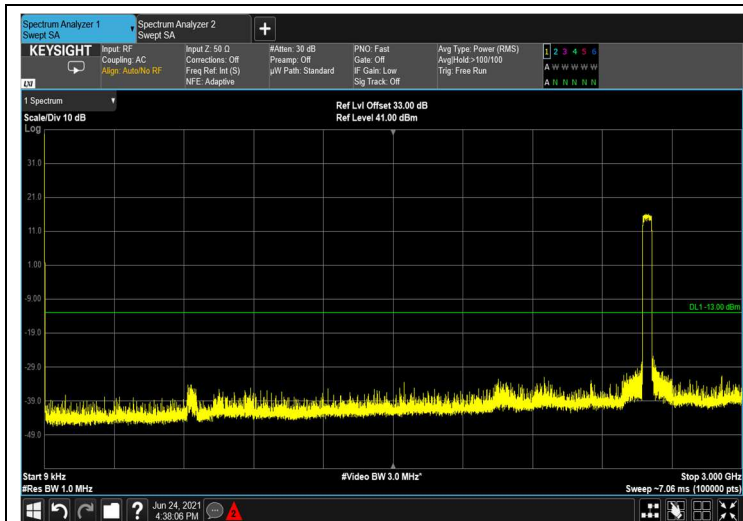 Spectrum Analyzer 1
Swept SA
Spectrum Analyzer 2
Swept SA
+
KEYSIGHT
Input: RF
Coupling: AC
Align: Auto/No RF
Input Z: 50 Ω
Corrections: Off
Freq Ref: Int (S)
NFE: Adaptive
#Atten: 30 dB
Preamp: Off
µW Path: Standard
PNO: Fast
Gate: Off
IF Gain: Low
Sig Track: Off
Avg Type: Power (RMS)
Avg|Hold:>100/100
Trig: Free Run
1 2 3 4 5 6
A W W W W W
A N N N N N
LXI
1 Spectrum
Scale/Div 10 dB
Log
Ref Lvl Offset 33.00 dB
Ref Level 41.00 dBm
31.0
21.0
11.0
1.00
-9.00
DL1 -13.00 dBm
-19.0
-29.0
-39.0
-49.0
Start 9 kHz
#Video BW 3.0 MHz*
Stop 3.000 GHz
#Res BW 1.0 MHz
Sweep ~7.06 ms (100000 pts)
?
Jun 24, 2021
4:38:06 PM
2